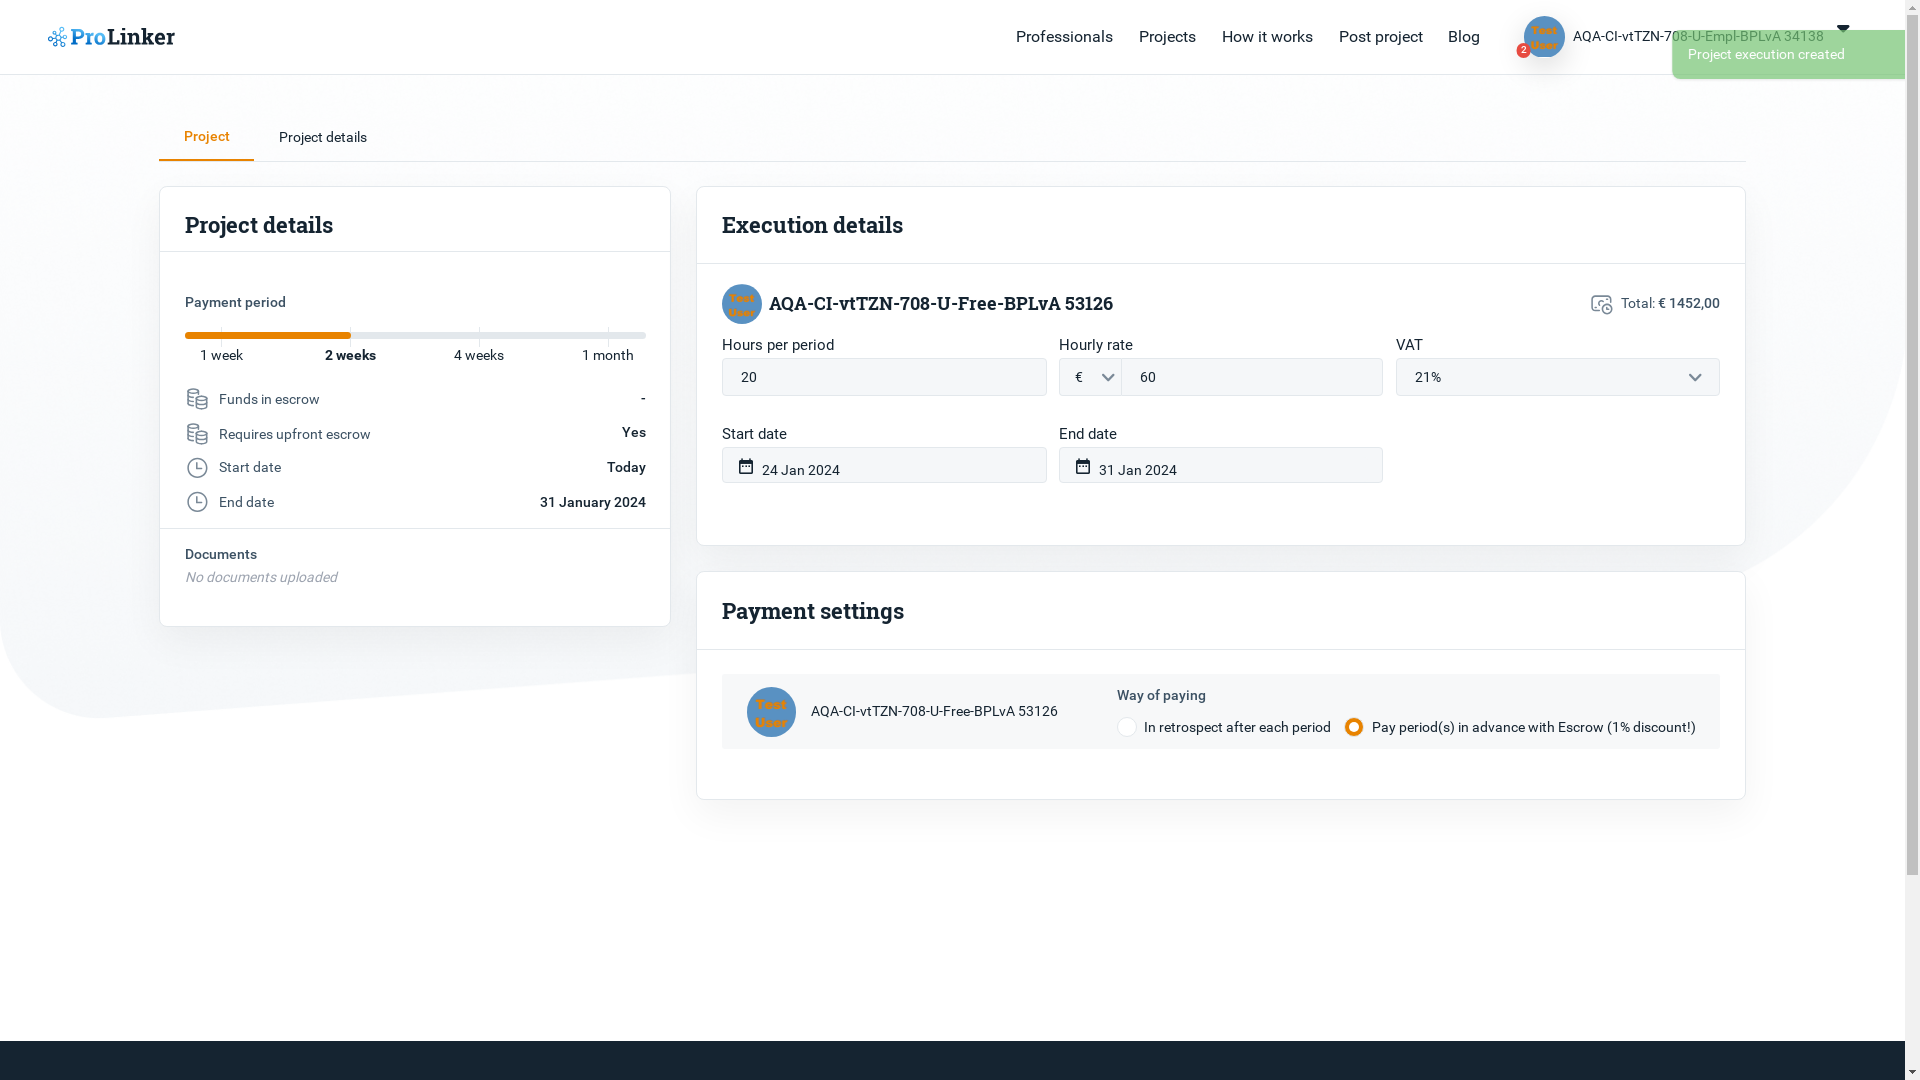 ProLinker
Professionals
Projects
How it works
Post project
Blog
Test
User
2
AQA-CI-vtTZN-708-U-Empl-BPLvA 34138
Project execution created
Project
Project details
Project details
Payment period
1 week
2 weeks
4 weeks
1 month
Funds in escrow
-
Requires upfront escrow
Yes
Start date
Today
End date
31 January 2024
Documents
No documents uploaded
Execution details
Test
User
AQA-CI-vtTZN-708-U-Free-BPLvA 53126
Total: € 1452,00
Hours per period
Hourly rate
VAT
20
€
60
21%
Start date
End date
24 Jan 2024
31 Jan 2024
Payment settings
Test
User
AQA-CI-vtTZN-708-U-Free-BPLvA 53126
Way of paying
In retrospect after each period
Pay period(s) in advance with Escrow (1% discount!)